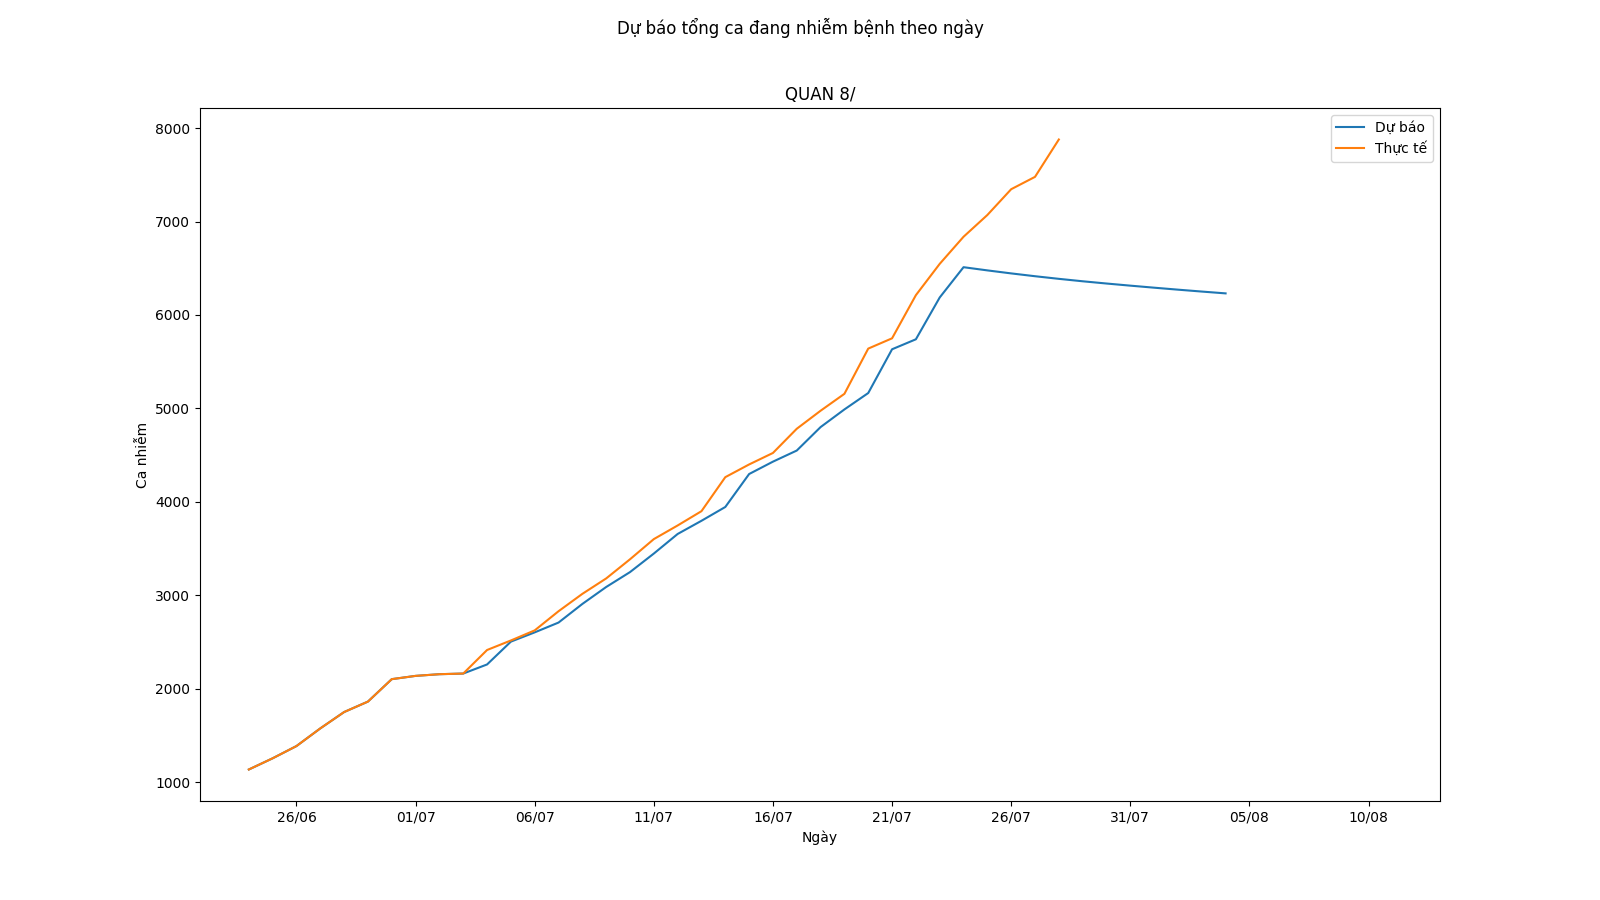 Dự báo tổng ca đang nhiễm bệnh theo ngày
QUAN 8/
Dự báo
Thực tế
8000
7000
6000
5000
4000
3000
2000
1000
Ca nhiễm
26/06 01/07 06/07 11/07 16/07 21/07 26/07 31/07 05/08 10/08
Ngày